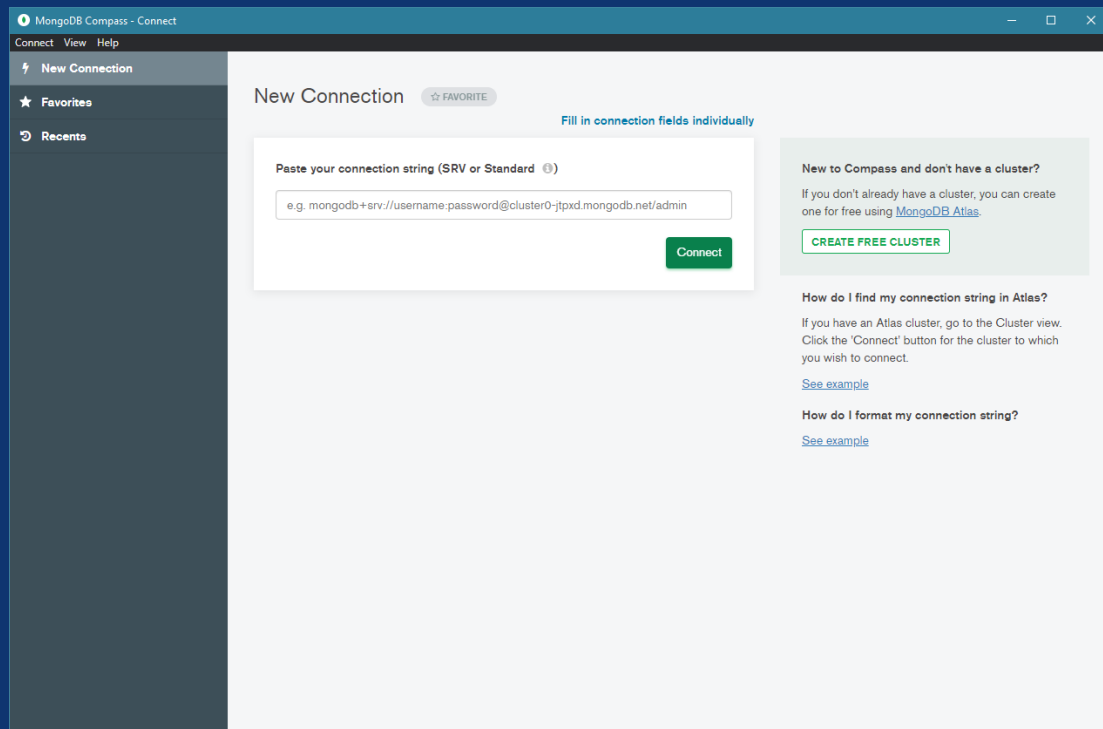 MongoDB Compass - Connect
Connect View Help
New Connection
Favorites
Recents
New Connection
FAVORITE
Fill in connection fields individually
Paste your connection string (SRV or Standard )
e.g. mongodb+srv://username:password@cluster0-jtpxd.mongodb.net/admin
Connect
New to Compass and don't have a cluster?
If you don't already have a cluster, you can create
one for free using MongoDB Atlas.
CREATE FREE CLUSTER
How do I find my connection string in Atlas?
If you have an Atlas cluster, go to the Cluster view.
Click the 'Connect' button for the cluster to which
you wish to connect.
See example
How do I format my connection string?
See example